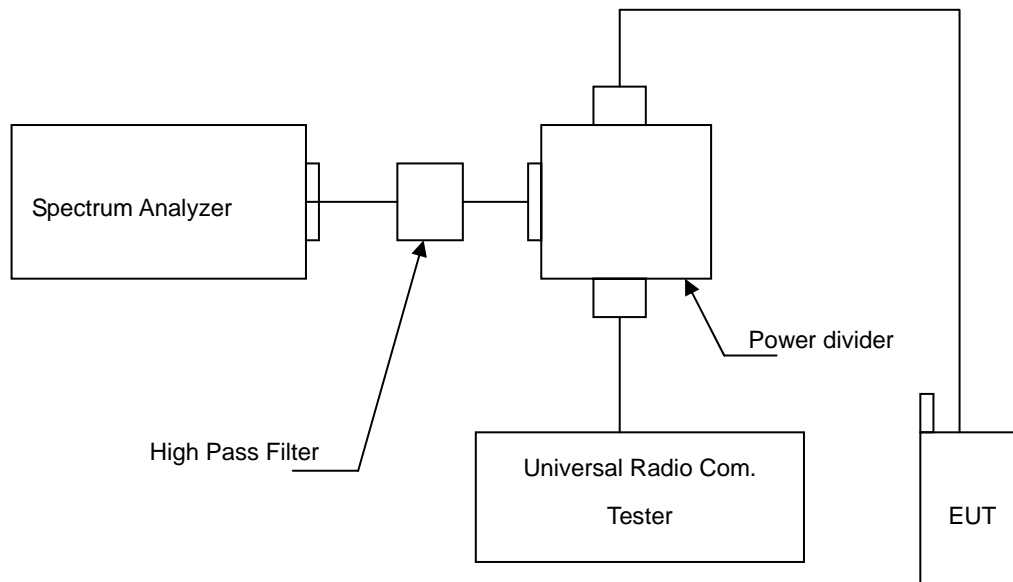 Spectrum Analyzer
Power divider
High Pass Filter
Universal Radio Com.
Tester
EUT